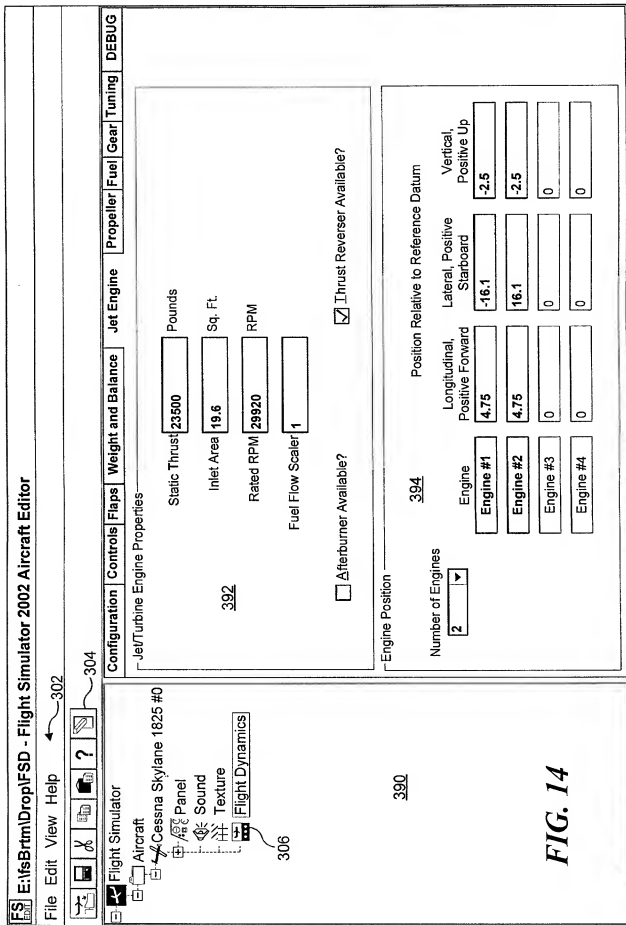 FS EDIT E:\fsBrtm\Drop\FSD - Flight Simulator 2002 Aircraft Editor
File Edit View Help 302
? 304
Flight Simulator
Aircraft
Cessna Skylane 1825 #0
Panel
Sound
Texture
Flight Dynamics
306
390
FIG. 14
Configuration Controls Flaps Weight and Balance Jet Engine Propeller Fuel Gear Tuning DEBUG
Jet/Turbine Engine Properties
392
Static Thrust 23500 Pounds
Inlet Area 19.6 Sq. Ft.
Rated RPM 29920 RPM
Fuel Flow Scaler 1
Afterburner Available? Thrust Reverser Available?
Engine Position
Number of Engines
2
394
Position Relative to Reference Datum
Engine Longitudinal, Positive Forward Lateral, Positive Starboard Vertical, Positive Up
Engine #1 4.75 -16.1 -2.5
Engine #2 4.75 16.1 -2.5
Engine #3 0 0 0
Engine #4 0 0 0